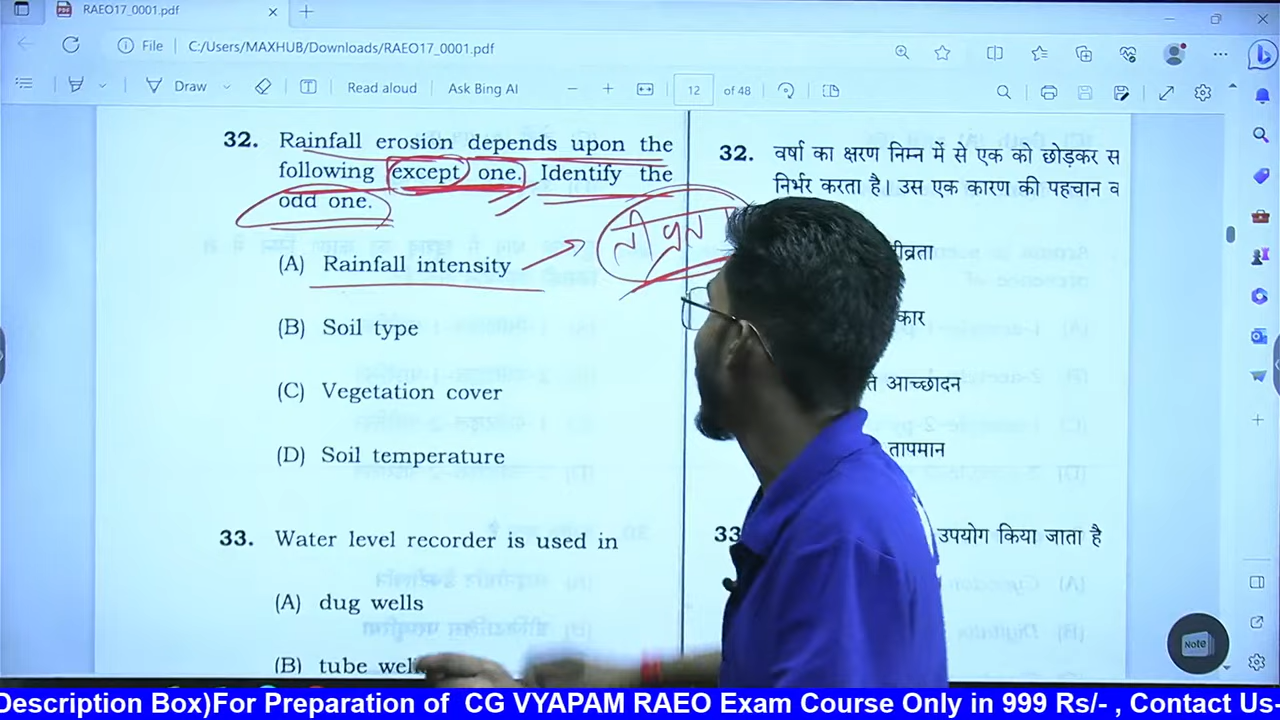 RAEO17_0001.pdf
File
C:/Users/MAXHUB/Downloads/RAEO17_0001.pdf
Draw
Read aloud
Ask Bing AI
12
of 48
32. Rainfall erosion depends upon the
following except one. Identify the
odd one.
(A) Rainfall intensity
तीव्रता
(B) Soil type
(C) Vegetation cover
(D) Soil temperature
33. Water level recorder is used in
(A) dug wells
(B) tube
32. वर्षा का क्षरण निम्न में से एक को छोड़कर
निर्भर करता है। उस एक कारण की पहचान
आच्छादन
तापमान
उपयोग किया जाता है
Note
Description Box)For Preparation of CG VYAPAM RAEO Exam Course Only in 999 Rs/- , Contact Us-